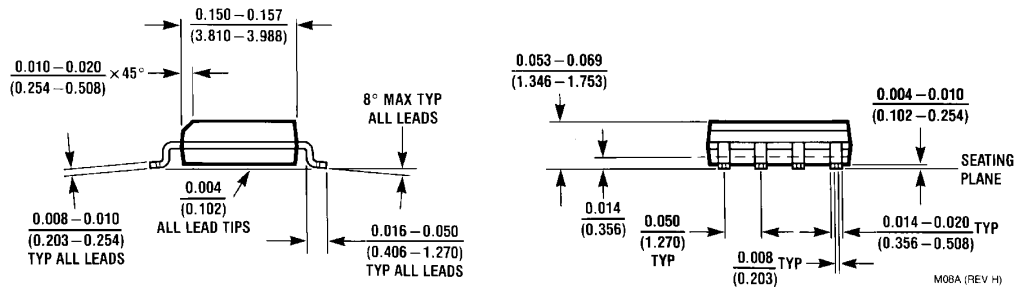 0.150 – 0.157
(3.810 – 3.988)
0.010 – 0.020
(0.254 – 0.508)
× 45°
8° MAX TYP
ALL LEADS
0.004
(0.102)
ALL LEAD TIPS
0.008 – 0.010
(0.203 – 0.254)
TYP ALL LEADS
0.016 – 0.050
(0.406 – 1.270)
TYP ALL LEADS
0.053 – 0.069
(1.346 – 1.753)
0.004 – 0.010
(0.102 – 0.254)
SEATING
PLANE
0.014
(0.356)
0.050
(1.270)
TYP
0.014 – 0.020 TYP
(0.356 – 0.508)
0.008 TYP
(0.203)
M08A (REV H)